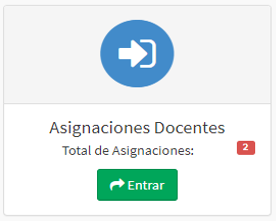 Asignaciones Docentes
Total de Asignaciones: 2
Entrar